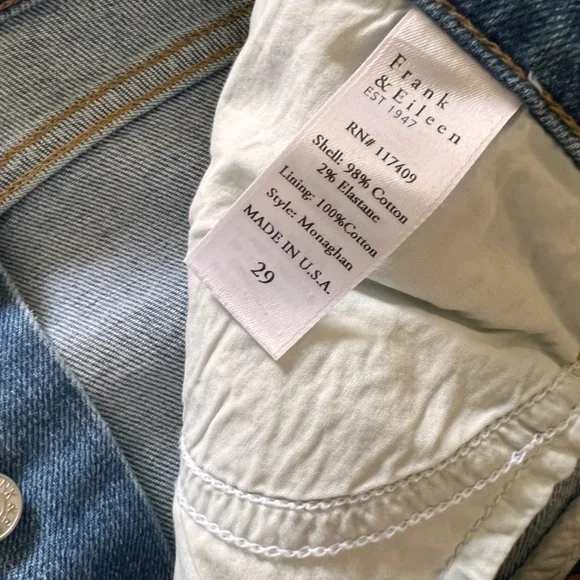 Frank
& Eileen
EST 1947
RN# 117409
Shell: 98% Cotton
2% Elastane
Lining: 100%Cotton
Style: Monaghan
MADE IN U.S.A.
29